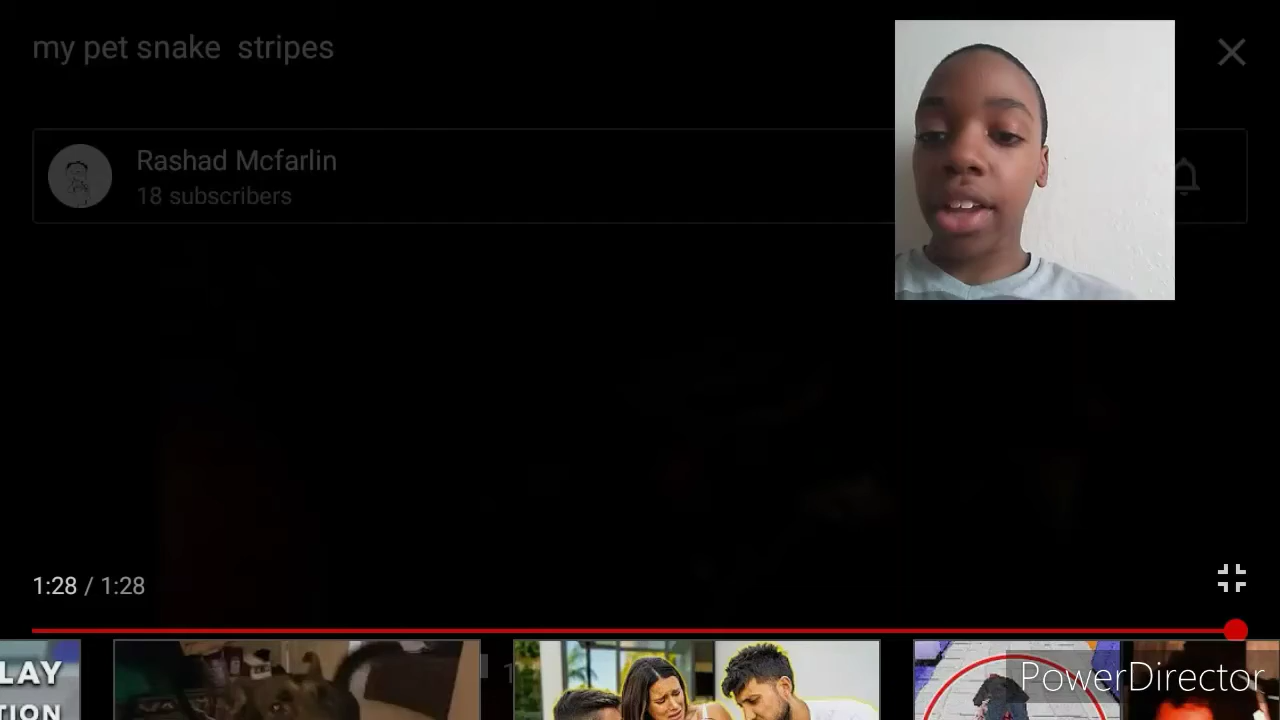 my pet snake  stripes
Rashad Mcfarlin
18 subscribers
1:28 / 1:28
LAY
TION
PowerDirector